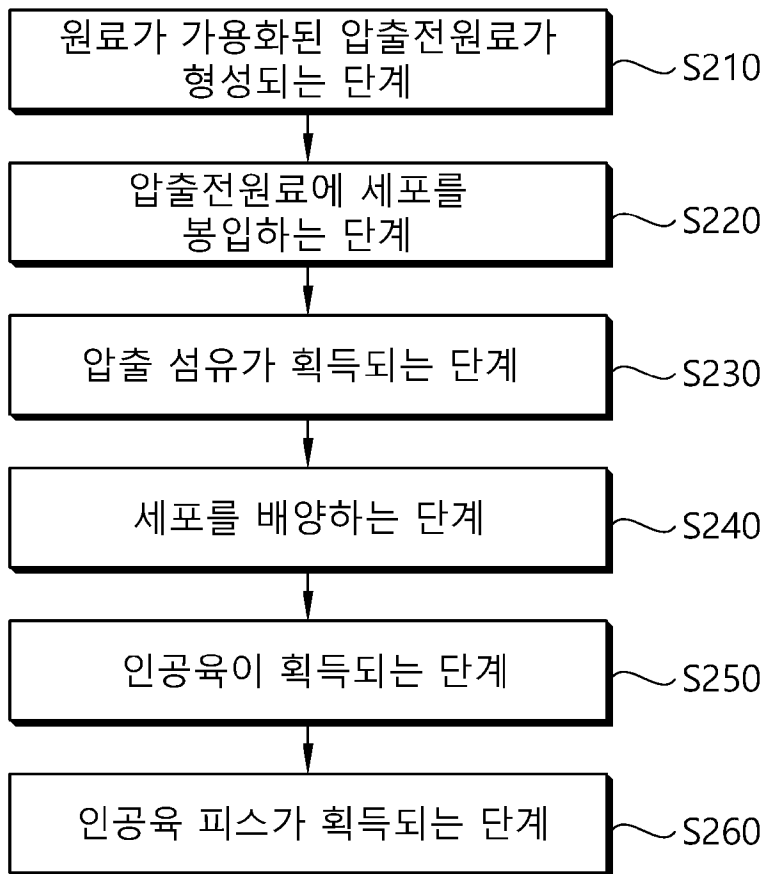 원료가 가용화된 압출전원료가
형성되는 단계
S210
압출전원료에 세포를
봉입하는 단계
S220
압출 섬유가 획득되는 단계
S230
세포를 배양하는 단계
S240
인공육이 획득되는 단계
S250
인공육 피스가 획득되는 단계
S260